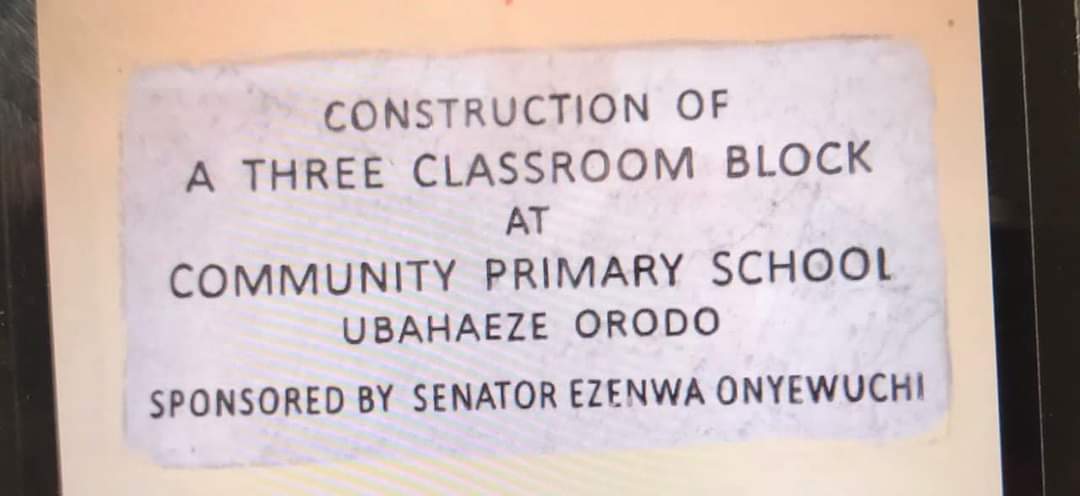 CONSTRUCTION OF
A THREE CLASSROOM BLOCK
AT
COMMUNITY PRIMARY SCHOOL
UBAHAEZE ORODO
SPONSORED BY SENATOR EZENWA ONYEWUCHI